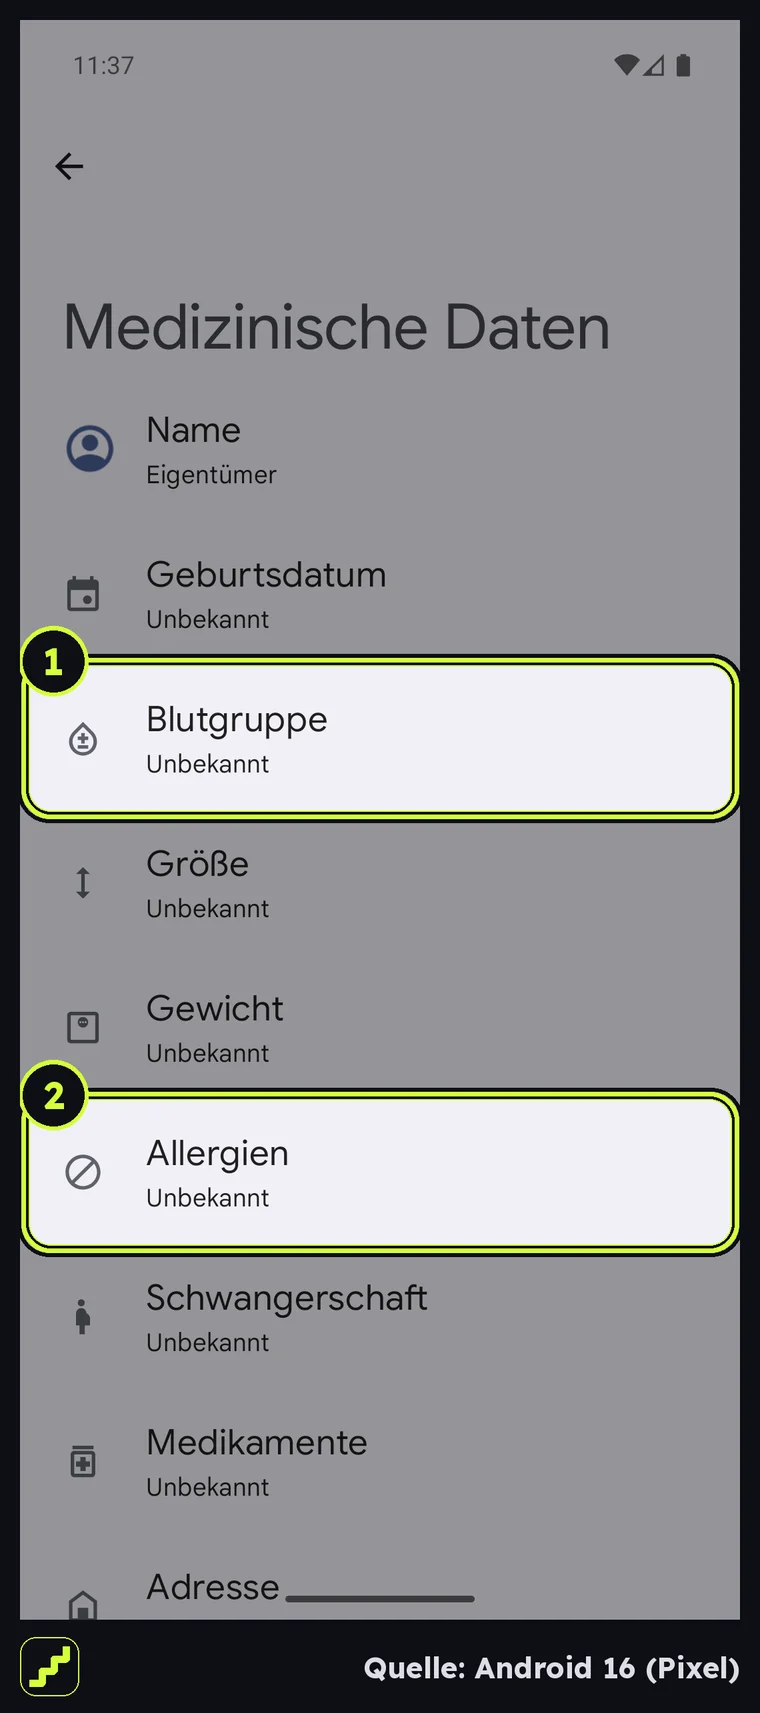 11:37
Medizinische Daten
Name
Eigentümer
Geburtsdatum
Unbekannt
1
Blutgruppe
Unbekannt
Größe
Unbekannt
Gewicht
Unbekannt
2
Allergien
Unbekannt
Schwangerschaft
Unbekannt
Medikamente
Unbekannt
Adresse
Quelle: Android 16 (Pixel)